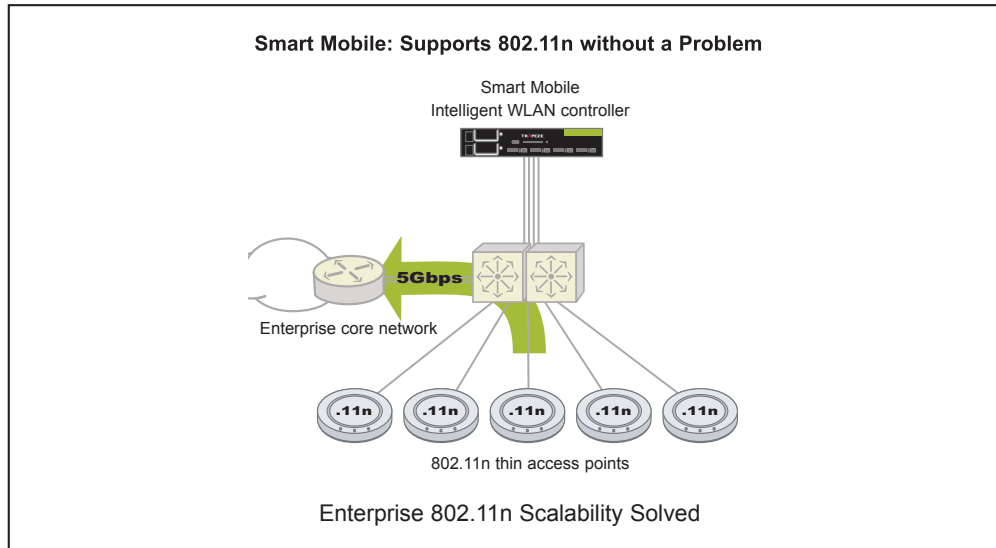 Smart Mobile: Supports 802.11n without a Problem
Smart Mobile
Intelligent WLAN controller
TRAPEZE
5Gbps
Enterprise core network
.11n
.11n
.11n
.11n
.11n
802.11n thin access points
Enterprise 802.11n Scalability Solved